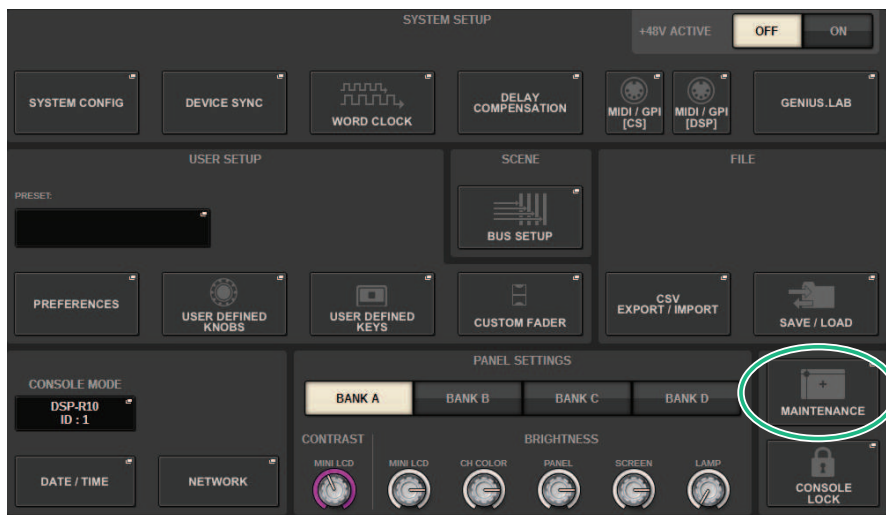 SYSTEM SETUP
+48V ACTIVE
OFF
ON
SYSTEM CONFIG
DEVICE SYNC
WORD CLOCK
DELAY
COMPENSATION
MIDI / GPI
[CS]
MIDI / GPI
[DSP]
GENIUS.LAB
USER SETUP
SCENE
FILE
PRESET:
BUS SETUP
PREFERENCES
USER DEFINED
KNOBS
USER DEFINED
KEYS
CUSTOM FADER
CSV
EXPORT / IMPORT
SAVE / LOAD
CONSOLE MODE
DSP-R10
ID : 1
PANEL SETTINGS
BANK A
BANK B
BANK C
BANK D
MAINTENANCE
CONTRAST
BRIGHTNESS
MINI LCD
MINI LCD
CH COLOR
PANEL
SCREEN
LAMP
DATE / TIME
NETWORK
CONSOLE
LOCK